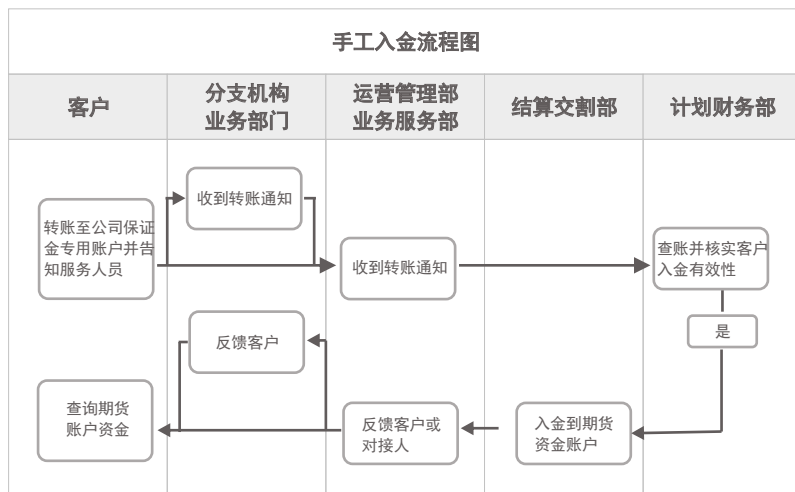 手工入金流程图
客户
分支机构
业务部门
运营管理部
业务服务部
结算交割部
计划财务部
收到转账通知
转账至公司保证
金专用账户并告
知服务人员
收到转账通知
查账并核实客户
入金有效性
是
反馈客户
查询期货
账户资金
反馈客户或
对接人
入金到期货
资金账户